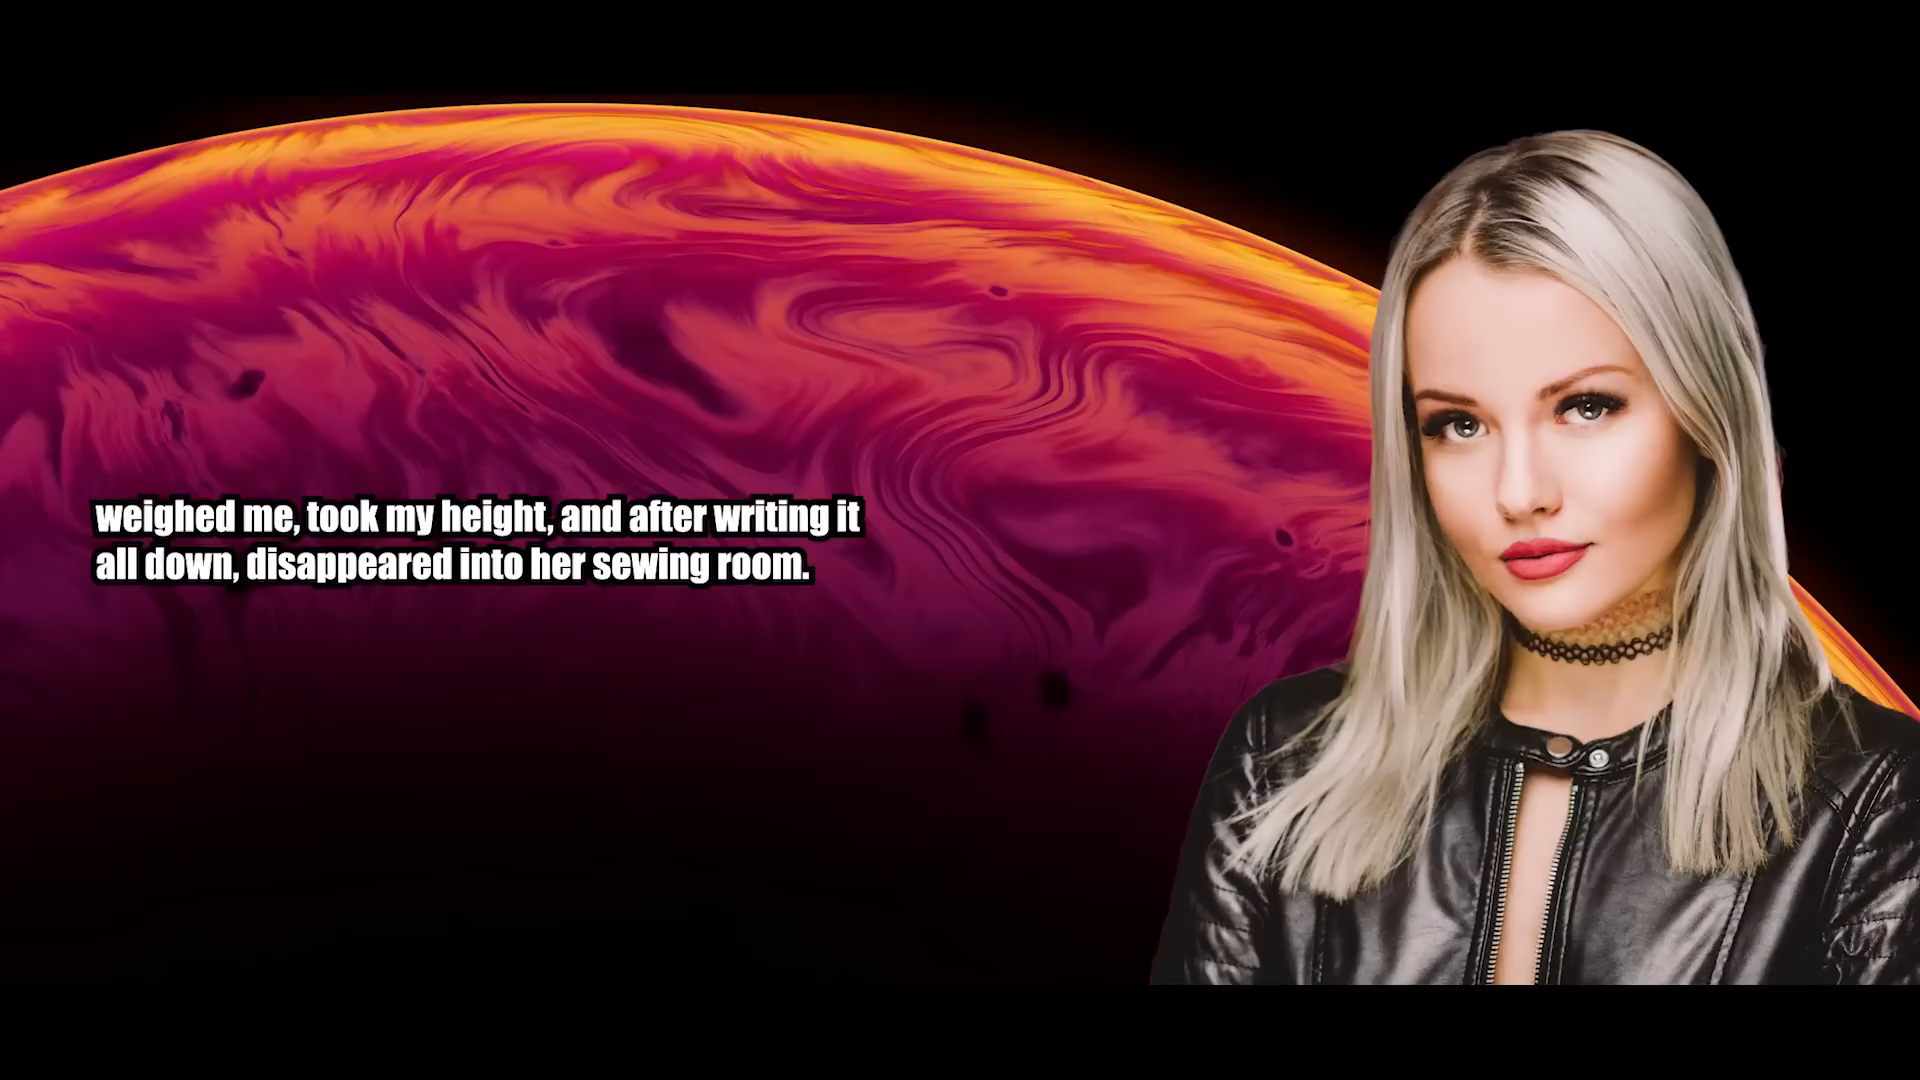 weighed me, took my height, and after writing it
all down, disappeared into her sewing room.